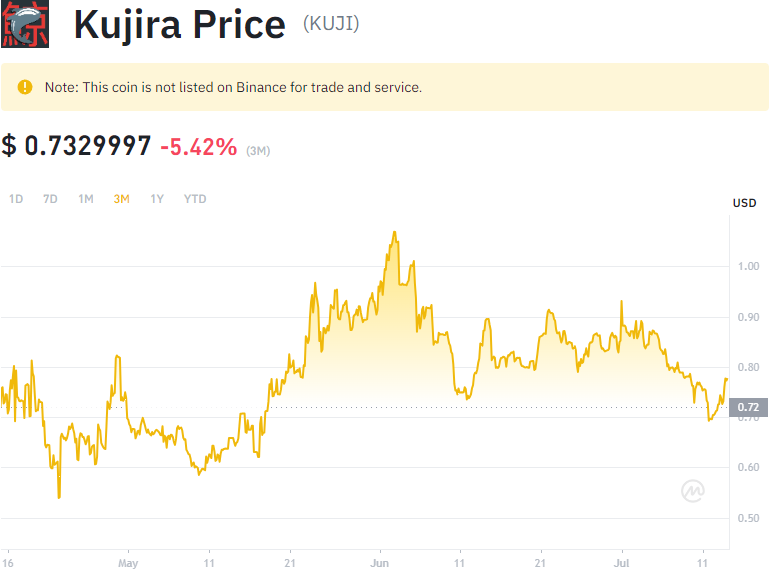 鯨
Kujira Price (KUJI)
Note: This coin is not listed on Binance for trade and service.
$ 0.7329997 -5.42% (3M)
1D 7D 1M 3M 1Y YTD
USD
1.00
0.90
0.80
0.72
0.60
0.50
16 May 11 21 Jun 11 21 Jul 11